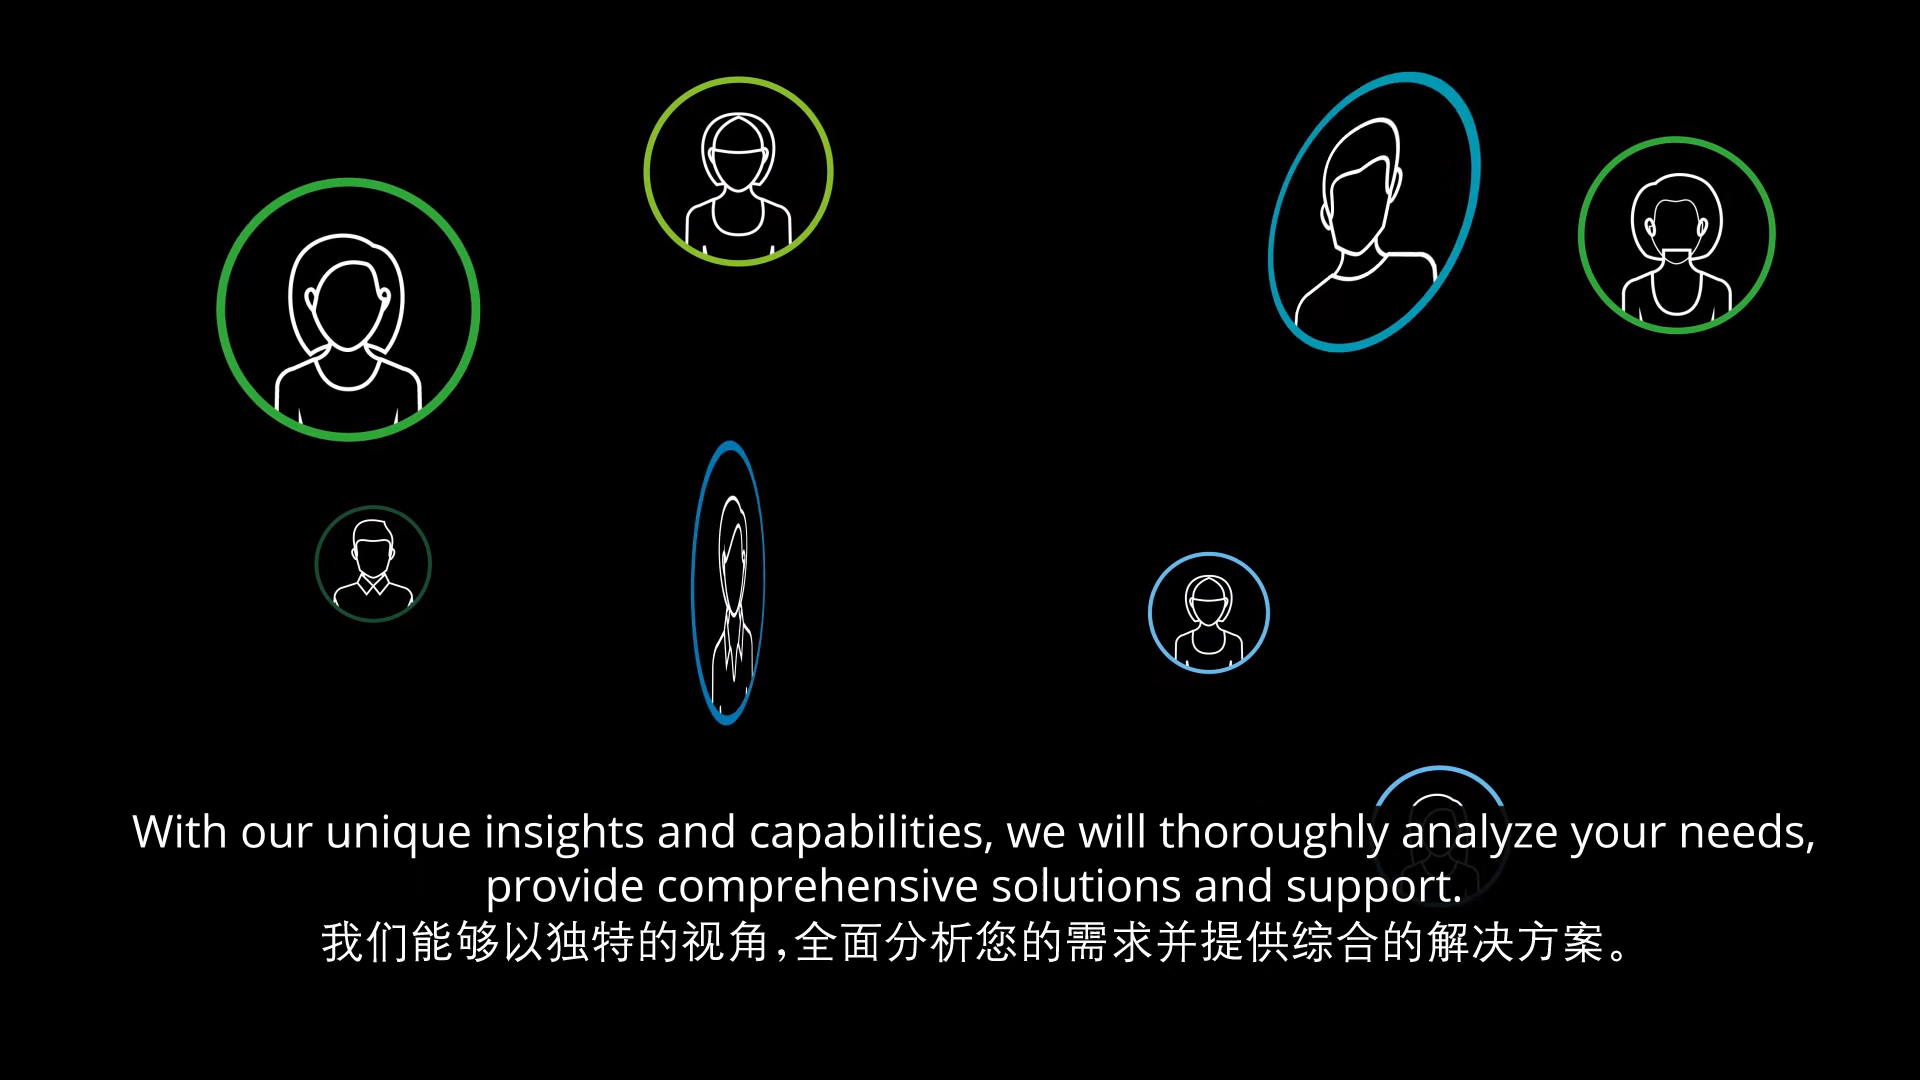 With our unique insights and capabilities, we will thoroughly analyze your needs,
provide comprehensive solutions and support.
我们能够以独特的视角,全面分析您的需求并提供综合的解决方案。